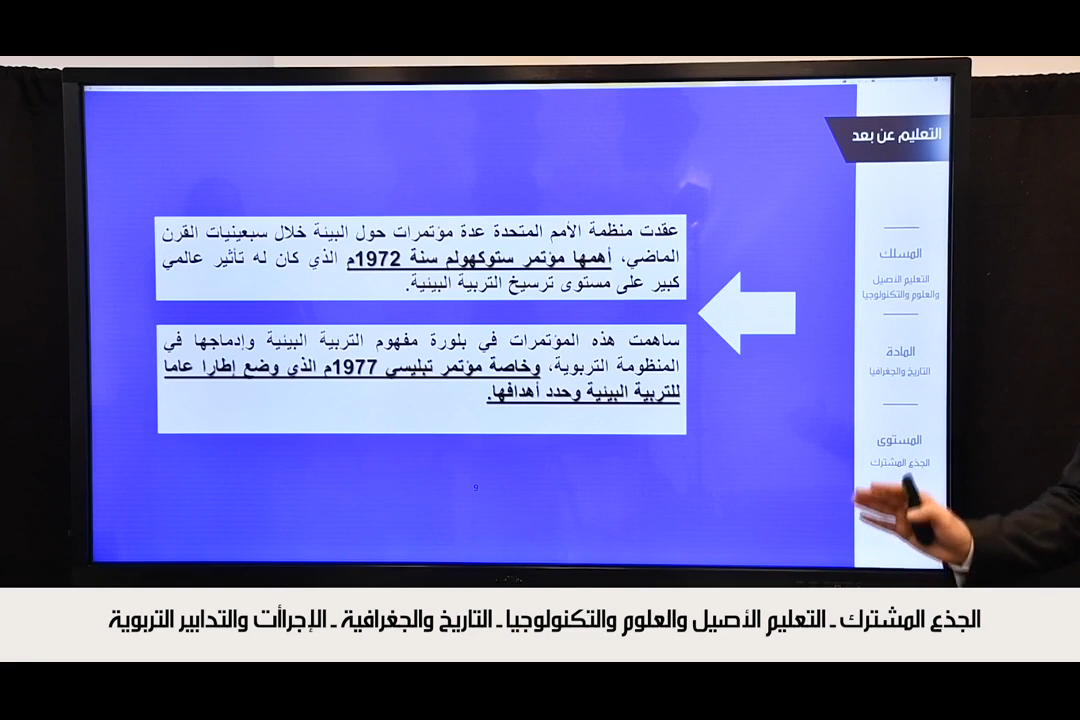 التعليم عن بعد
المسلك
التعليم الأصيل
والعلوم والتكنولوجيا
المادة
التاريخ والجغرافيا
المستوى
الجذع المشترك
عقدت منظمة الأمم المتحدة عدة مؤتمرات حول البيئة خلال سبعينيات القرن
الماضي، أهمها مؤتمر ستوكهولم سنة 1972م الذي كان له تأثير عالمي
كبير على مستوى ترسيخ التربية البيئية.
ساهمت هذه المؤتمرات في بلورة مفهوم التربية البيئية وإدماجها في
المنظومة التربوية، وخاصة مؤتمر تبليسي 1977م الذي وضع إطارا عاما
للتربية البيئية وحدد أهدافها.
9
الجذع المشترك ـ التعليم الأصيل والعلوم والتكنولوجيا ـ التاريخ والجغرافية ـ الإجراأت والتدابير التربوية